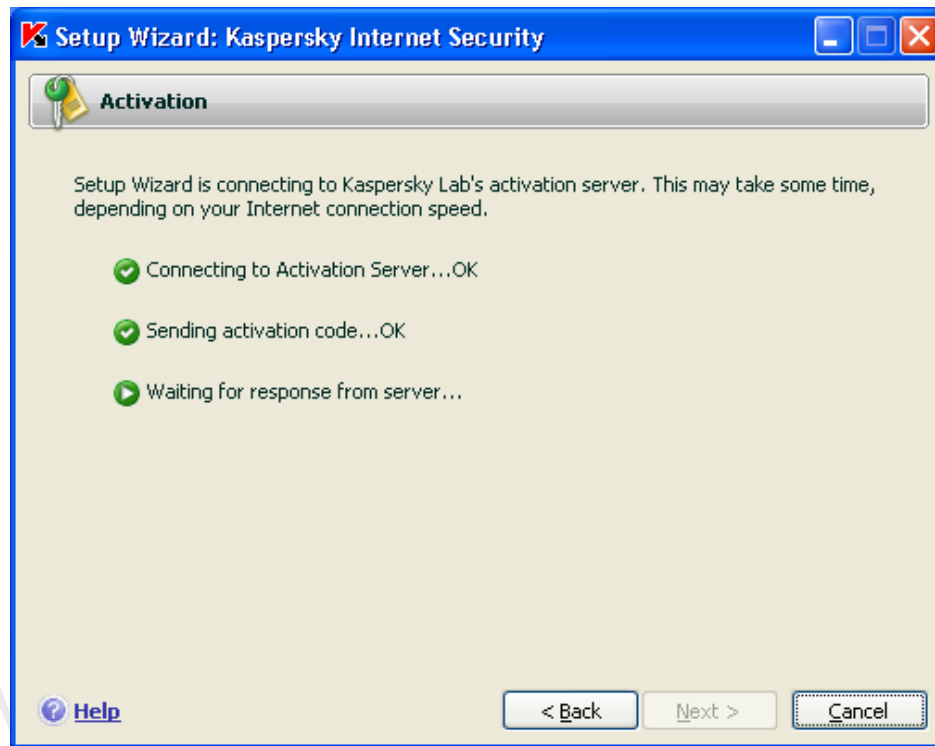 Setup Wizard: Kaspersky Internet Security
Activation
Setup Wizard is connecting to Kaspersky Lab's activation server. This may take some time,
depending on your Internet connection speed.
Connecting to Activation Server...OK
Sending activation code...OK
Waiting for response from server...
Help
< Back
Next >
Cancel